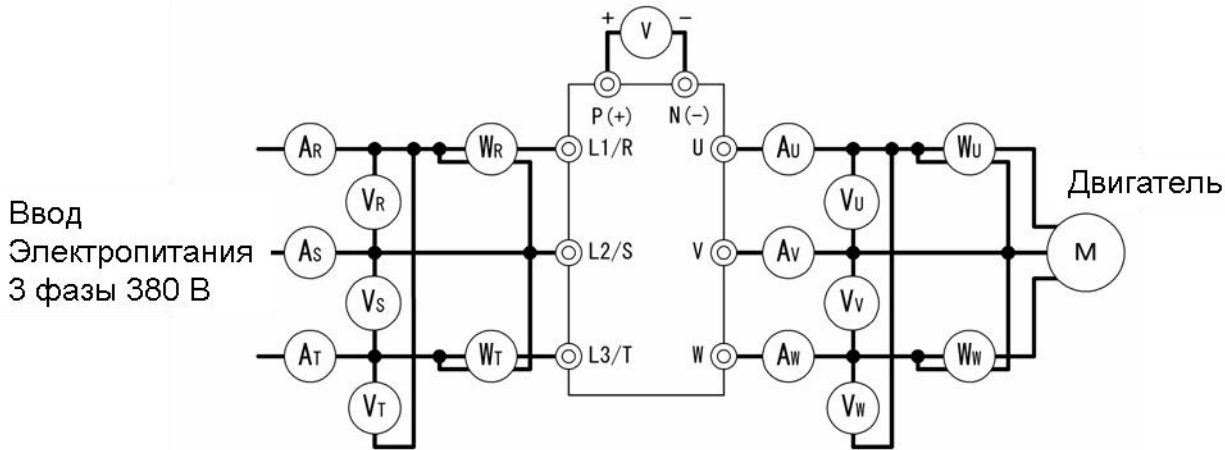 + V −
P(+) N(−)
AR WR L1/R U AU WU
VR VU
Двигатель
Ввод
Электропитания
3 фазы 380 В
AS L2/S V AV M
VS VV
AT WT L3/T W AW WW
VT VW